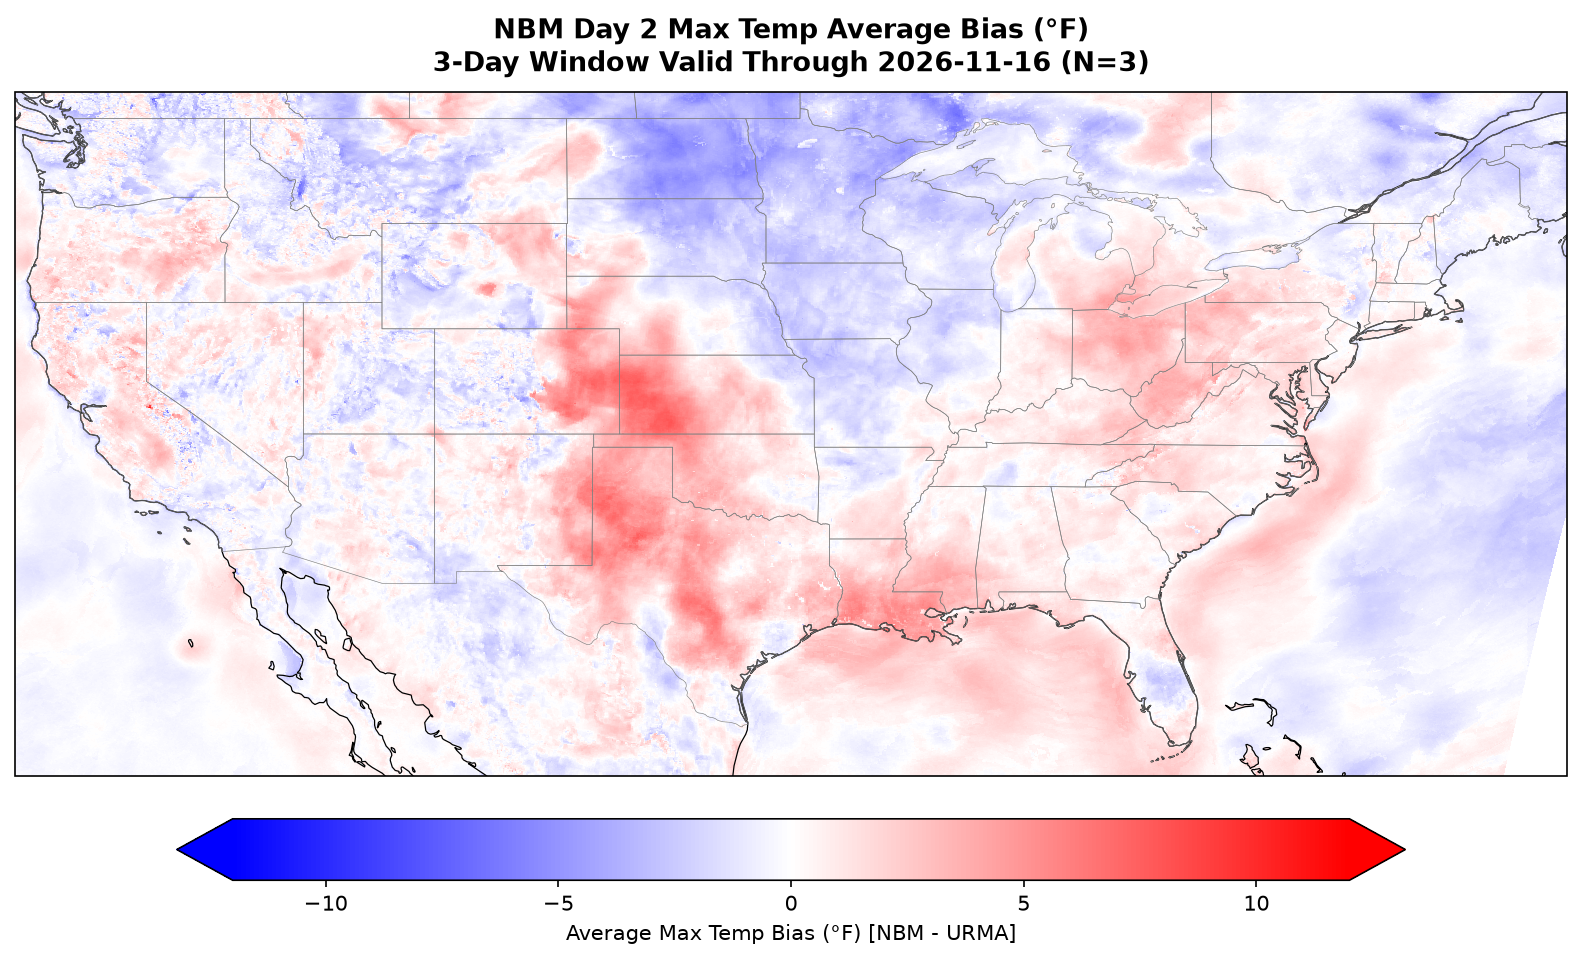 NBM Day 2 Max Temp Average Bias (°F)
3-Day Window Valid Through 2026-11-16 (N=3)
−10 −5 0 5 10
Average Max Temp Bias (°F) [NBM - URMA]